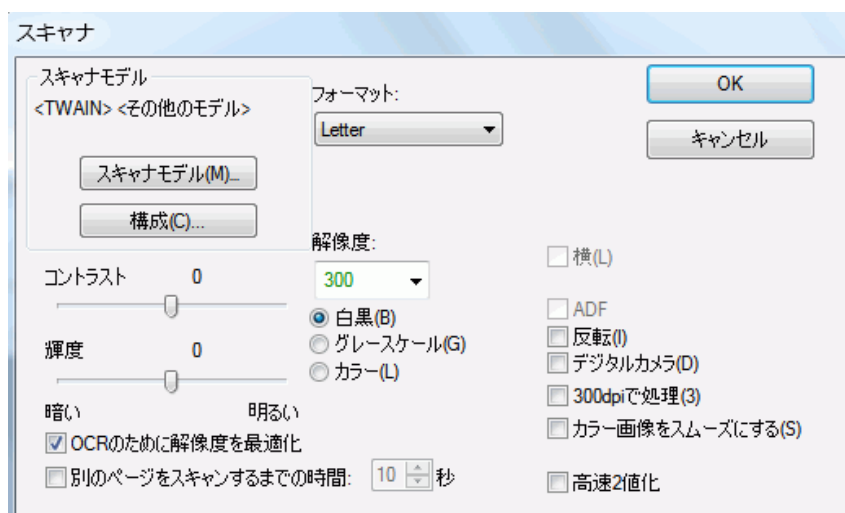 スキャナ
スキャナモデル
<TWAIN> <その他のモデル>
スキャナモデル(M)...
構成(C)...
フォーマット:
Letter
OK
キャンセル
解像度:
300
白黒(B)
グレースケール(G)
カラー(L)
横(L)
ADF
反転(I)
デジタルカメラ(D)
300dpiで処理(3)
カラー画像をスムーズにする(S)
高速2値化
コントラスト 0
輝度 0
暗い 明るい
OCRのために解像度を最適化
別のページをスキャンするまでの時間: 10 秒